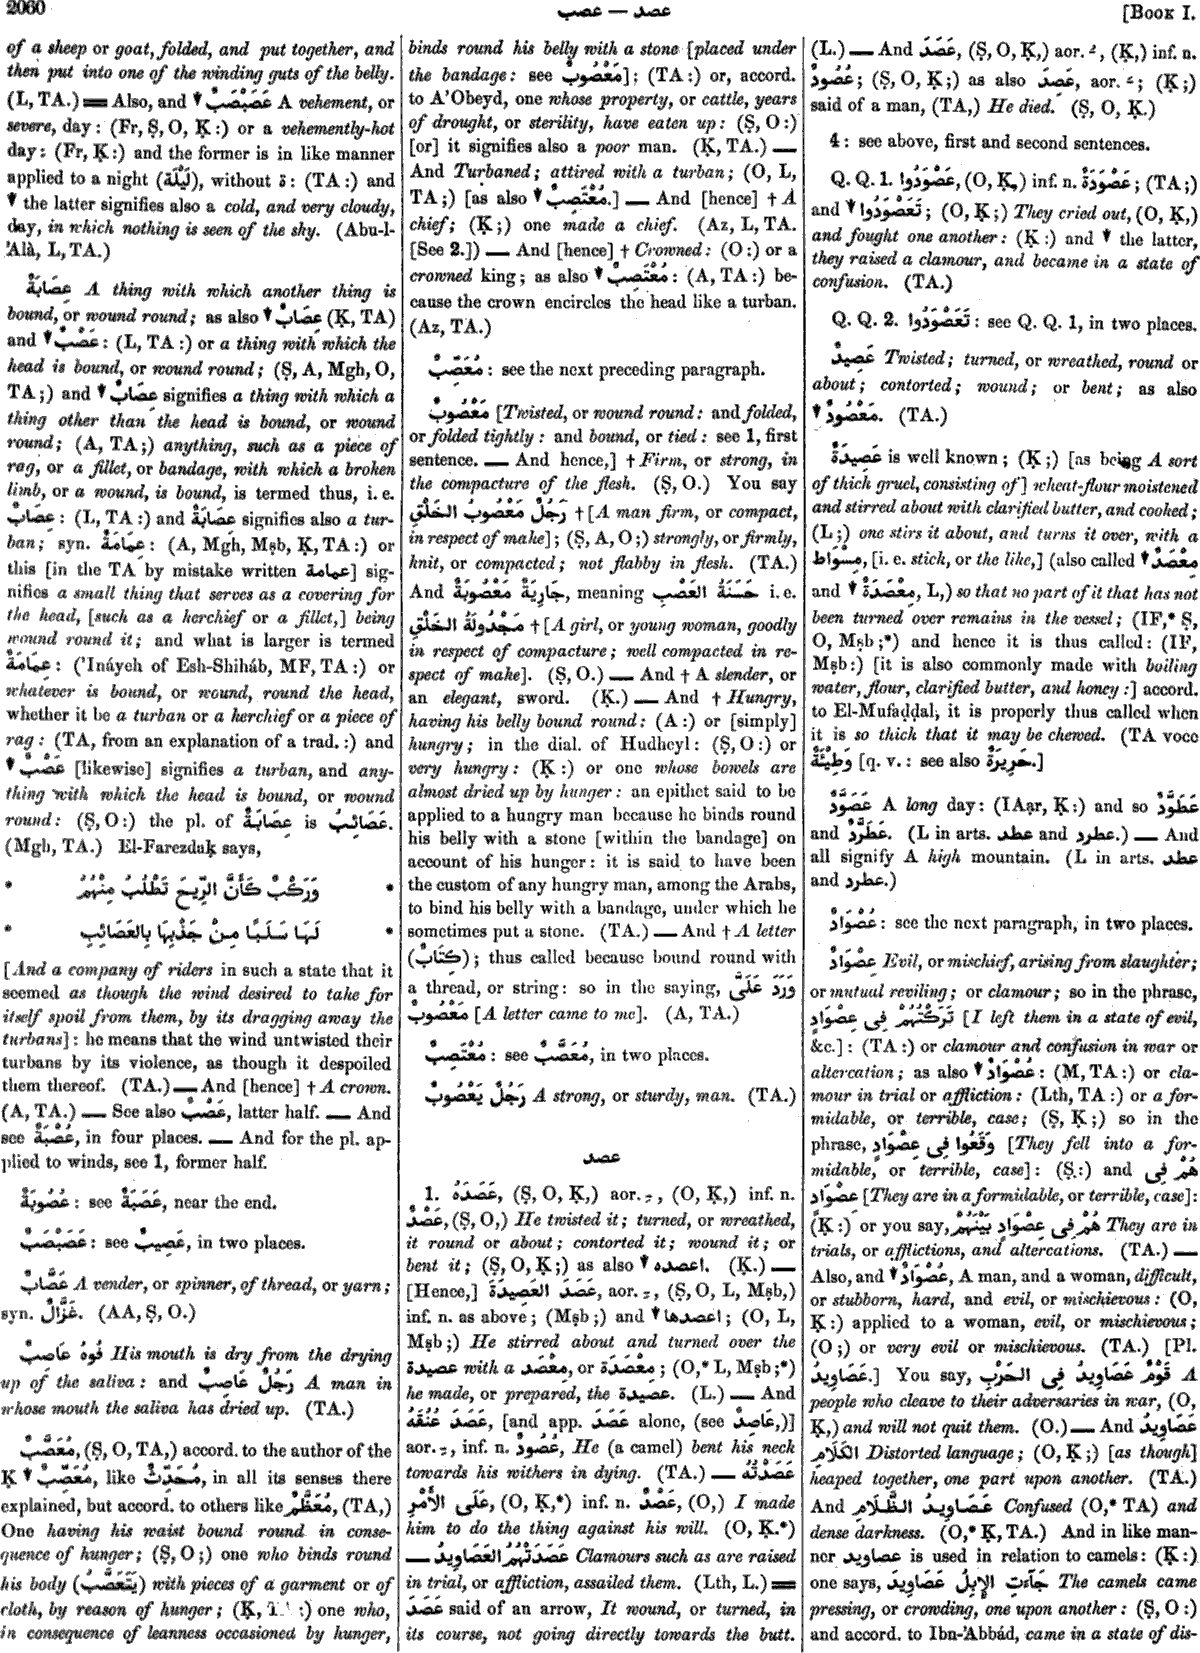 2060
عصد — عصب
[BOOK I.
of a sheep or goat, folded, and put together, and
then put into one of the winding guts of the belly.
(L, TA.) ▬ Also, and ▼ عَصَبْصَبٌ A vehement, or
severe, day: (Fr, Ṣ, O, Ḳ:) or a vehemently-hot
day: (Fr, Ḳ:) and the former is in like manner
applied to a night (لَيْلَة), without ة: (TA:) and
▼ the latter signifies also a cold, and very cloudy,
day, in which nothing is seen of the sky. (Abu-l-
'Alà, L, TA.)
عِصَابَةٌ A thing with which another thing is
bound, or wound round; as also ▼ عِصَابٌ (Ḳ, TA)
and ▼ عَصْبٌ: (L, TA:) or a thing with which the
head is bound, or wound round; (Ṣ, A, Mgh, O,
TA;) and ▼ عِصَابٌ signifies a thing with which a
thing other than the head is bound, or wound
round; (A, TA;) anything, such as a piece of
rag, or a fillet, or bandage, with which a broken
limb, or a wound, is bound, is termed thus, i. e.
عِصَابٌ: (L, TA:) and عِصَابَةٌ signifies also a tur-
ban; syn. عِمَامَةٌ: (A, Mgh, Mṣb, Ḳ, TA:) or
this [in the TA by mistake written عمامة] sig-
nifies a small thing that serves as a covering for
the head, [such as a kerchief or a fillet,] being
wound round it; and what is larger is termed
عِمَامَةٌ: ('Ináyeh of Esh-Shiháb, MF, TA:) or
whatever is bound, or wound, round the head,
whether it be a turban or a kerchief or a piece of
rag: (TA, from an explanation of a trad.:) and
▼ عَصْبٌ [likewise] signifies a turban, and any-
thing with which the head is bound, or wound
round: (Ṣ, O:) the pl. of عِصَابَةٌ is عَصَائِبُ.
(Mgh, TA.) El-Farezdaḳ says,
* وَرَكْبٌ كَأَنَّ الرِّيحَ تَطْلُبُ مِنْهُمُ *
* لَهَا سَلَبًا مِنْ جَذْبِهَا بِالعَصَائِبِ *
[And a company of riders in such a state that it
seemed as though the wind desired to take for
itself spoil from them, by its dragging away the
turbans]: he means that the wind untwisted their
turbans by its violence, as though it despoiled
them thereof. (TA.) — And [hence] † A crown.
(A, TA.) — See also عَصْبٌ, latter half. — And
see عُصْبَةٌ, in four places. — And for the pl. ap-
plied to winds, see 1, former half.
عُصُوبَةٌ: see عَصَبَةٌ, near the end.
عَصَبْصَبٌ: see عَصِيبٌ, in two places.
عَصَّابٌ A vender, or spinner, of thread, or yarn;
syn. غَزَّالٌ. (AA, Ṣ, O.)
فُوهُ عَاصِبٌ His mouth is dry from the drying
up of the saliva: and رَجُلٌ عَاصِبٌ A man in
whose mouth the saliva has dried up. (TA.)
مُعَصَّبٌ, (Ṣ, O, TA,) accord. to the author of the
Ḳ ▼ مُعَصِّبٌ, like مُحَدِّثٌ, in all its senses there
explained, but accord. to others like مُعَظَّمٌ, (TA,)
One having his waist bound round in conse-
quence of hunger; (Ṣ, O;) one who binds round
his body (يَتَعَصَّبُ) with pieces of a garment or of
cloth, by reason of hunger; (Ḳ, :) one who,
in consequence of leanness occasioned by hunger,
binds round his belly with a stone [placed under
the bandage: see مَعْصُوبٌ]; (TA:) or, accord.
to A'Obeyd, one whose property, or cattle, years
of drought, or sterility, have eaten up: (Ṣ, O:)
[or] it signifies also a poor man. (Ḳ, TA.) —
And Turbaned; attired with a turban; (O, L,
TA;) [as also ▼ مُعْتَصِبٌ.] — And [hence] † A
chief; (Ḳ;) one made a chief. (Az, L, TA.
[See 2.]) — And [hence] † Crowned: (O:) or a
crowned king; as also ▼ مُعْتَصِبٌ: (A, TA:) be-
cause the crown encircles the head like a turban.
(Az, TA.)
مُعَصِّبٌ: see the next preceding paragraph.
مَعْصُوبٌ [Twisted, or wound round: and folded,
or folded tightly: and bound, or tied: see 1, first
sentence. — And hence,] † Firm, or strong, in
the compacture of the flesh. (Ṣ, O.) You say
رَجُلٌ مَعْصُوبُ الخَلْقِ † [A man firm, or compact,
in respect of make]; (Ṣ, A, O;) strongly, or firmly,
knit, or compacted; not flabby in flesh. (TA.)
And جَارِيَةٌ مَعْصُوبَةٌ, meaning حَسَنَةُ العَصْبِ i. e.
مَجْدُولَةُ الخَلْقِ † [A girl, or young woman, goodly
in respect of compacture; well compacted in re-
spect of make]. (Ṣ, O.) — And † A slender, or
an elegant, sword. (Ḳ.) — And † Hungry,
having his belly bound round: (A:) or [simply]
hungry; in the dial. of Hudheyl: (Ṣ, O:) or
very hungry: (Ḳ:) or one whose bowels are
almost dried up by hunger: an epithet said to be
applied to a hungry man because he binds round
his belly with a stone [within the bandage] on
account of his hunger: it is said to have been
the custom of any hungry man, among the Arabs,
to bind his belly with a bandage, under which he
sometimes put a stone. (TA.) — And † A letter
(كِتَابٌ); thus called because bound round with
a thread, or string: so in the saying, وَرَدَ عَلَىَّ
مَعْصُوبٌ [A letter came to me]. (A, TA.)
مُعْتَصِبٌ: see مُعَصَّبٌ, in two places.
رَجُلٌ يَعْصُوبٌ A strong, or sturdy, man. (TA.)
عصد
1. عَصَدَهُ, (Ṣ, O, Ḳ,) aor. ـِ, (O, Ḳ,) inf. n.
عَصْدٌ, (Ṣ, O,) He twisted it; turned, or wreathed,
it round or about; contorted it; wound it; or
bent it; (Ṣ, O, Ḳ;) as also ▼ اعصده. (Ḳ.) —
[Hence,] عَصَدَ العَصِيدَةَ, aor. ـِ, (Ṣ, O, L, Mṣb,)
inf. n. as above; (Mṣb;) and ▼ اعصدها; (O, L,
Mṣb;) He stirred about and turned over the
عصيدة with a مِعْصَد, or مِعْصَدَة; (O,* L, Mṣb;*)
he made, or prepared, the عصيدة. (L.) — And
عَصَدَ عُنُقَهُ, [and app. عَصَدَ alone, (see عَاصِدٌ,)]
aor. ـِ, inf. n. عُصُودٌ, He (a camel) bent his neck
towards his withers in dying. (TA.) — عَصَدْتُهُ
عَلَى الأَمْرِ, (O, Ḳ,*) inf. n. عَصْدٌ, (O,) I made
him to do the thing against his will. (O, Ḳ.*)
— عَصَدَتْهُمُ العَصَاوِيدُ Clamours such as are raised
in trial, or affliction, assailed them. (Lth, L.) ▬
عَصَدَ said of an arrow, It wound, or turned, in
its course, not going directly towards the butt.
(L.) — And عَصَدَ, (Ṣ, O, Ḳ,) aor. ـُ, (Ḳ,) inf. n.
عُصُودٌ; (Ṣ, O, Ḳ;) as also عَصِدَ, aor. ـَ; (Ḳ;)
said of a man, (TA,) He died. (Ṣ, O, Ḳ.)
4: see above, first and second sentences.
Q. Q. 1. عَصْوَدُوا, (O, Ḳ,) inf. n. عَصْوَدَةٌ; (TA;)
and ▼ تَعَصْوَدُوا; (O, Ḳ;) They cried out, (O, Ḳ,)
and fought one another: (Ḳ:) and ▼ the latter,
they raised a clamour, and became in a state of
confusion. (TA.)
Q. Q. 2. تَعَصْوَدُوا: see Q. Q. 1, in two places.
عَصِيدٌ Twisted; turned, or wreathed, round or
about; contorted; wound; or bent; as also
▼ مَعْصُودٌ. (TA.)
عَصِيدَةٌ is well known; (Ḳ;) [as being A sort
of thick gruel, consisting of] wheat-flour moistened
and stirred about with clarified butter, and cooked;
(L;) one stirs it about, and turns it over, with a
مِسْوَاط, [i. e. stick, or the like,] (also called ▼ مِعْصَدٌ
and ▼ مِعْصَدَةٌ, L,) so that no part of it that has not
been turned over remains in the vessel; (IF,* Ṣ,
O, Mṣb;*) and hence it is thus called: (IF,
Mṣb:) [it is also commonly made with boiling
water, flour, clarified butter, and honey:] accord.
to El-Mufaḍḍal, it is properly thus called when
it is so thick that it may be chewed. (TA voce
وَطِيْئَةٌ [q. v.: see also حَرِيرَةٌ.]
عَصَوَّدٌ A long day: (IAạr, Ḳ:) and so عَطَوَّدٌ
and عَطَرَّدٌ. (L in arts. عطد and عطرد.) — And
all signify A high mountain. (L in arts. عطد
and عطرد.)
عُصْوَادٌ: see the next paragraph, in two places.
عِصْوَادٌ Evil, or mischief, arising from slaughter;
or mutual reviling; or clamour; so in the phrase,
تَرَكْتُهُمْ فِى عِصْوَادٍ [I left them in a state of evil,
&c.]: (TA:) or clamour and confusion in war or
altercation; as also ▼ عُصْوَادٌ: (M, TA:) or cla-
mour in trial or affliction: (Lth, TA:) or a for-
midable, or terrible, case; (Ṣ, Ḳ;) so in the
phrase, وَقَعُوا فِى عِصْوَادٍ [They fell into a for-
midable, or terrible, case]: (Ṣ:) and هُمْ فِى
عِصْوَادٍ [They are in a formidable, or terrible, case]:
(Ḳ:) or you say, هُمْ فِى عِصْوَادٍ بَيْنَهُمْ They are in
trials, or afflictions, and altercations. (TA.) —
Also, and ▼ عُصْوَادٌ, A man, and a woman, difficult,
or stubborn, hard, and evil, or mischievous: (O,
Ḳ:) applied to a woman, evil, or mischievous;
(O;) or very evil or mischievous. (TA.) [Pl.
عَصَاوِيدُ.] You say, قَوْمٌ عَصَاوِيدُ فِى الحَرْبِ A
people who cleave to their adversaries in war, (O,
Ḳ,) and will not quit them. (O.) — And عَصَاوِيدُ
الكَلَامِ Distorted language; (O, Ḳ;) [as though]
heaped together, one part upon another. (TA.)
And عَصَاوِيدُ الظَّلَامِ Confused (O,* TA) and
dense darkness. (O,* Ḳ, TA.) And in like man-
ner عصاويد is used in relation to camels: (Ḳ:)
one says, جَآءَتِ الإِبِلُ عَصَاوِيدَ The camels came
pressing, or crowding, one upon another: (Ṣ, O:)
and accord. to Ibn-'Abbád, came in a state of dis-